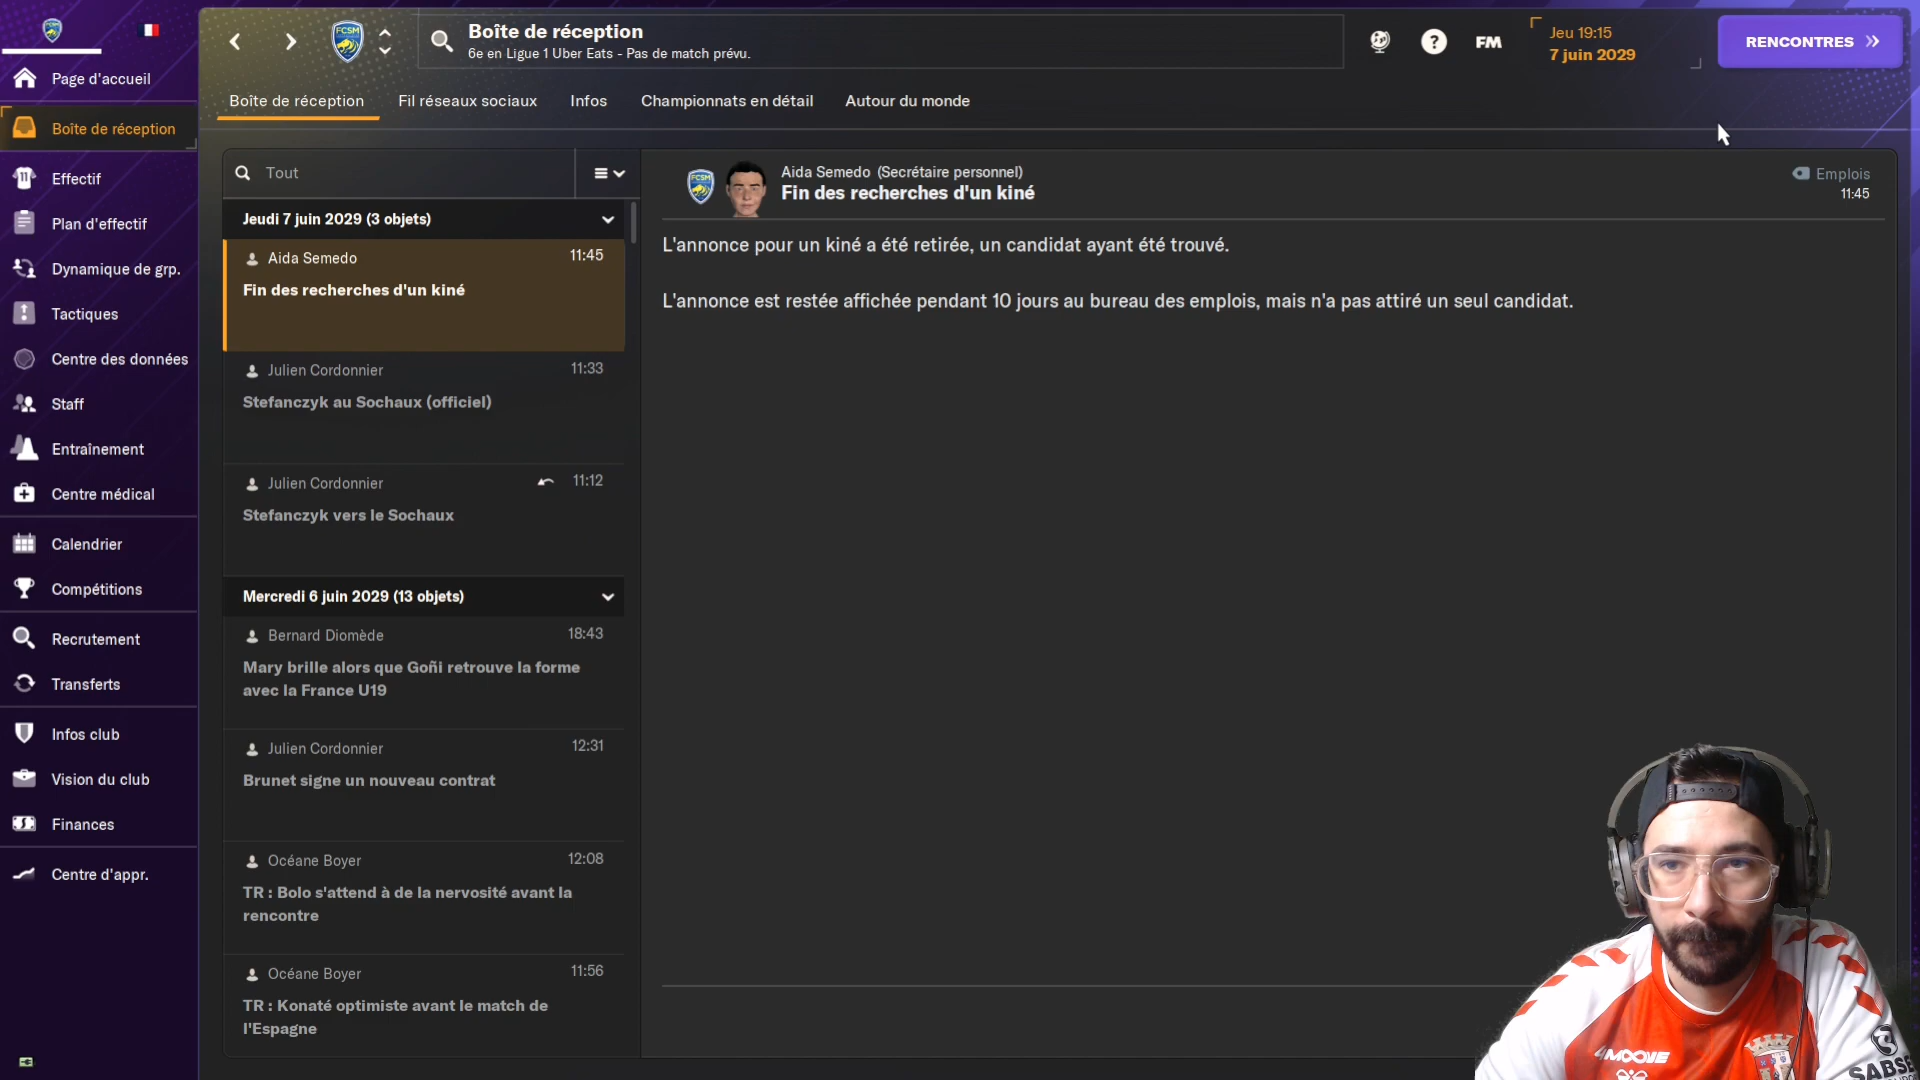 FCSM
Boîte de réception
6e en Ligue 1 Uber Eats - Pas de match prévu.
?
FM
Jeu 19:15
7 juin 2029
RENCONTRES
Page d'accueil
Boîte de réception
Effectif
Plan d'effectif
Dynamique de grp.
Tactiques
Centre des données
Staff
Entraînement
Centre médical
Calendrier
Compétitions
Recrutement
Transferts
Infos club
Vision du club
Finances
Centre d'appr.
Boîte de réception
Fil réseaux sociaux
Infos
Championnats en détail
Autour du monde
Tout
Jeudi 7 juin 2029 (3 objets)
Aida Semedo
11:45
Fin des recherches d'un kiné
Julien Cordonnier
11:33
Stefanczyk au Sochaux (officiel)
Julien Cordonnier
11:12
Stefanczyk vers le Sochaux
Mercredi 6 juin 2029 (13 objets)
Bernard Diomède
18:43
Mary brille alors que Goñi retrouve la forme
avec la France U19
Julien Cordonnier
12:31
Brunet signe un nouveau contrat
Océane Boyer
12:08
TR : Bolo s'attend à de la nervosité avant la
rencontre
Océane Boyer
11:56
TR : Konaté optimiste avant le match de
l'Espagne
FCSM
Aida Semedo (Secrétaire personnel)
Fin des recherches d'un kiné
Emplois
11:45
L'annonce pour un kiné a été retirée, un candidat ayant été trouvé.
L'annonce est restée affichée pendant 10 jours au bureau des emplois, mais n'a pas attiré un seul candidat.
MOOVE
SABSE